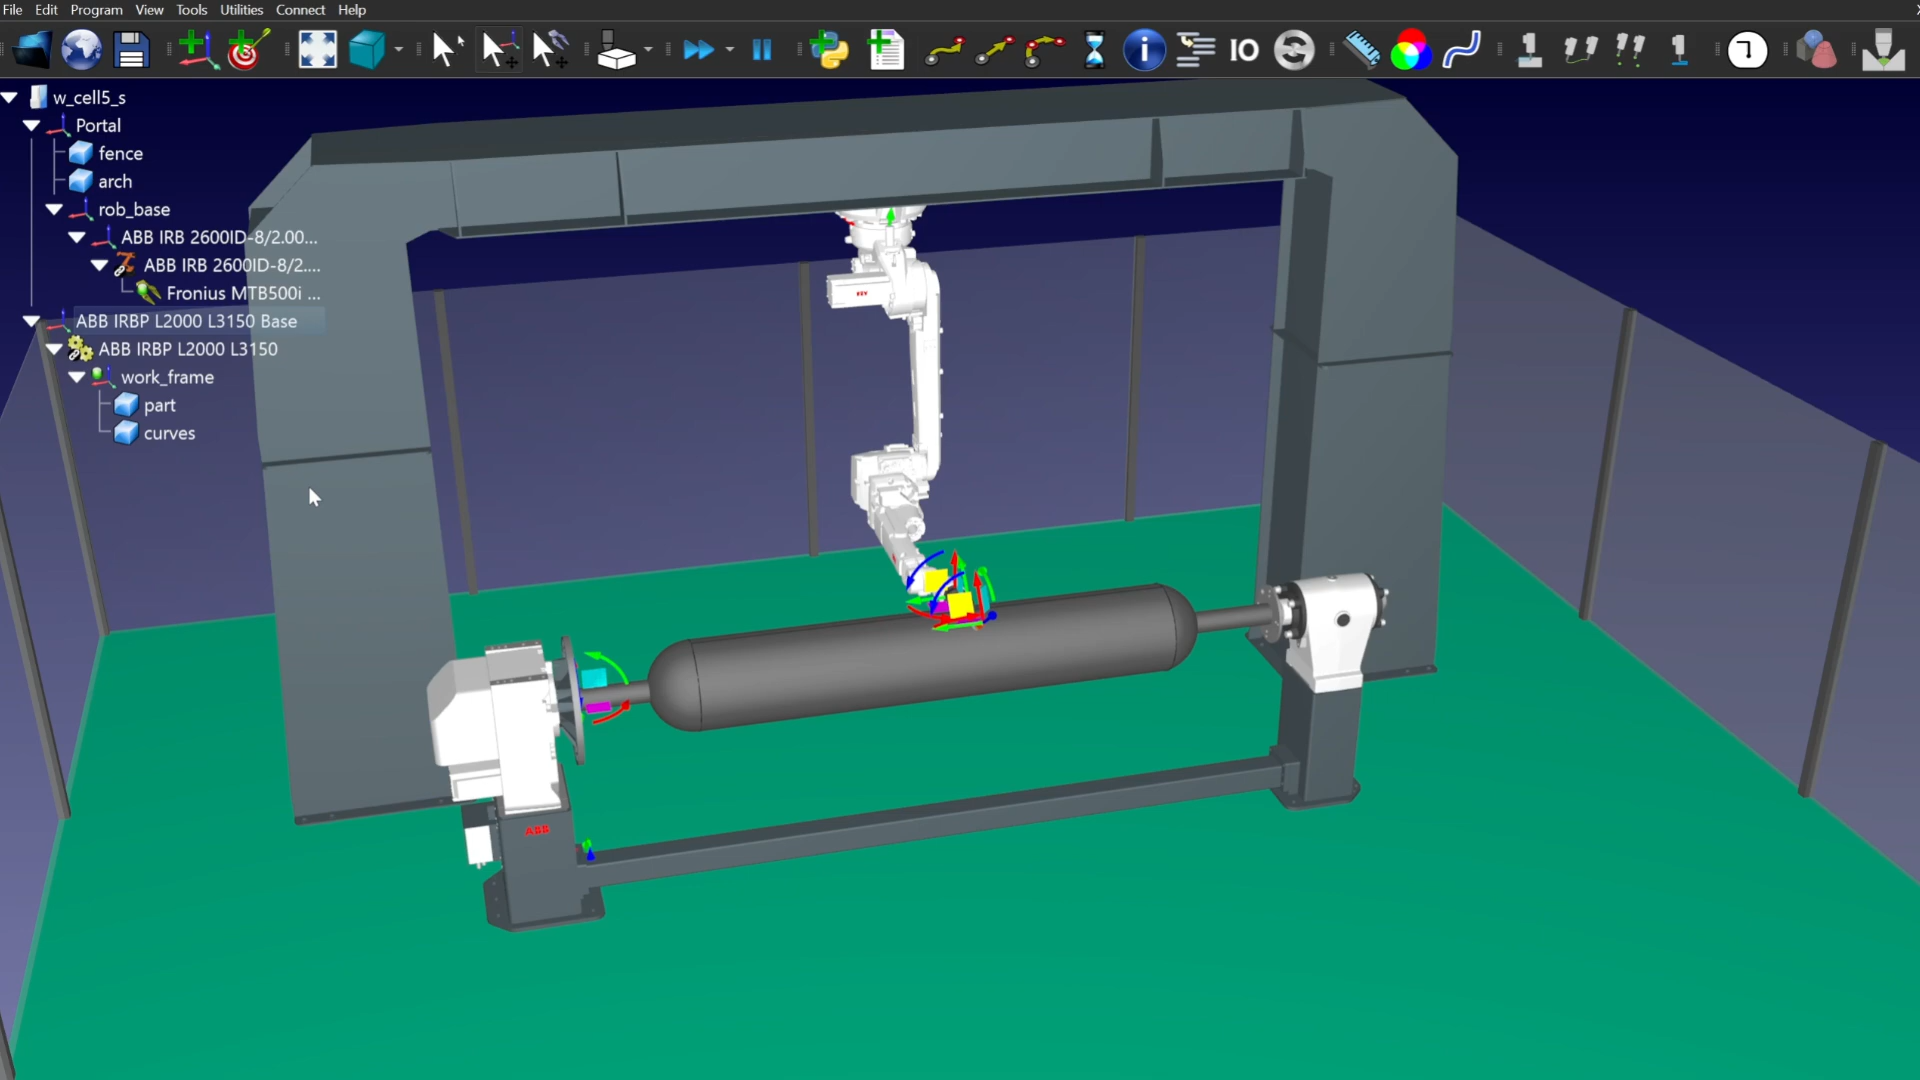 File Edit Program View Tools Utilities Connect Help
IO
w_cell5_s
Portal
fence
arch
rob_base
ABB IRB 2600ID-8/2.00...
ABB IRB 2600ID-8/2....
Fronius MTB500i ...
ABB IRBP L2000 L3150 Base
ABB IRBP L2000 L3150
work_frame
part
curves
ABB